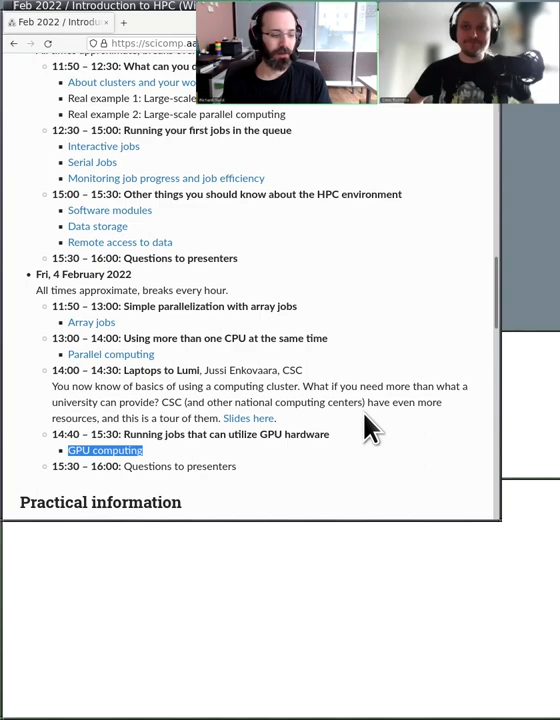 Feb 2022 / Introduction to HPC (Wi
Feb 2022 / Introdu
https://scicomp.aa
All times approximate, breaks eve
11:50 – 12:30: What can you d
About clusters and your wo
Real example 1: Large-scale
Real example 2: Large-scale parallel computing
12:30 – 15:00: Running your first jobs in the queue
Interactive jobs
Serial Jobs
Monitoring job progress and job efficiency
15:00 – 15:30: Other things you should know about the HPC environment
Software modules
Data storage
Remote access to data
15:30 – 16:00: Questions to presenters
Fri, 4 February 2022
All times approximate, breaks every hour.
11:50 – 13:00: Simple parallelization with array jobs
Array jobs
13:00 – 14:00: Using more than one CPU at the same time
Parallel computing
14:00 – 14:30: Laptops to Lumi, Jussi Enkovaara, CSC
You now know of basics of using a computing cluster. What if you need more than what a
university can provide? CSC (and other national computing centers) have even more
resources, and this is a tour of them. Slides here.
14:40 – 15:30: Running jobs that can utilize GPU hardware
GPU computing
15:30 – 16:00: Questions to presenters
Practical information